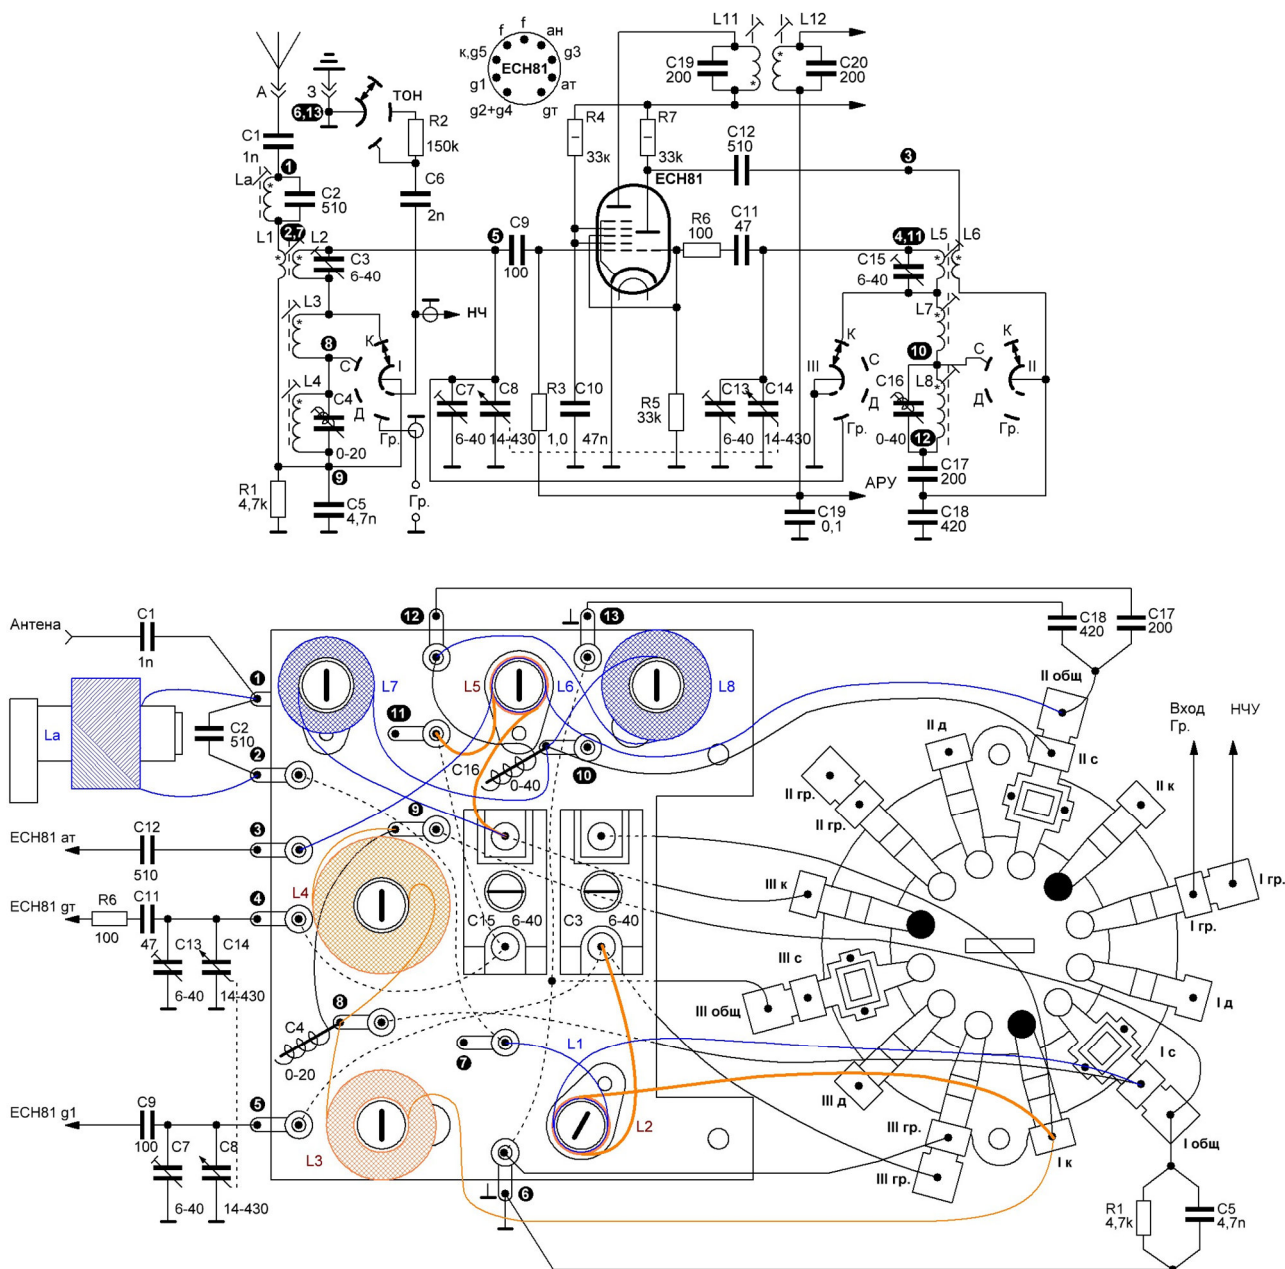 f
f
ан
к,g5
g3
ECH81
g1
ат
g2+g4
gт
L11
L12
C19
200
C20
200
А
З
6,13
ТОН
R2
150k
C1
1n
1
La
C2
510
C6
2n
R4
33к
R7
33k
C12
510
3
ECH81
L1
2,7
L2
C3
6-40
5
C9
100
R6
100
C11
47
4,11
L5
L6
C15
6-40
L3
НЧ
8
К
С
I
L4
C4
Д
Гр.
0-20
9
C7
6-40
C8
14-430
R3
1,0
C10
47n
R5
33k
C13
6-40
C14
14-430
К
III
С
Д
Гр.
L7
10
C16
L8
0-40
12
К
С
II
Д
Гр.
C17
200
R1
4,7k
C5
4,7n
Гр.
АРУ
C19
0,1
C18
420
Антена
C1
1n
1
12
13
C18
420
C17
200
La
C2
510
2
L7
L5
L6
L8
11
C16
0-40
10
II общ
Вход
Гр.
НЧУ
II д
II с
II гр.
II к
II гр.
ECH81 ат
C12
510
3
9
L4
III к
I гр.
I гр.
ECH81 gт
R6
100
C11
47
4
C13
6-40
C14
14-430
C15
6-40
C3
6-40
III с
III общ
I д
8
C4
0-20
7
L1
I с
III д
ECH81 g1
C9
100
5
C7
6-40
C8
14-430
L3
L2
III гр.
III гр.
I к
I общ
6
R1
4,7k
C5
4,7n